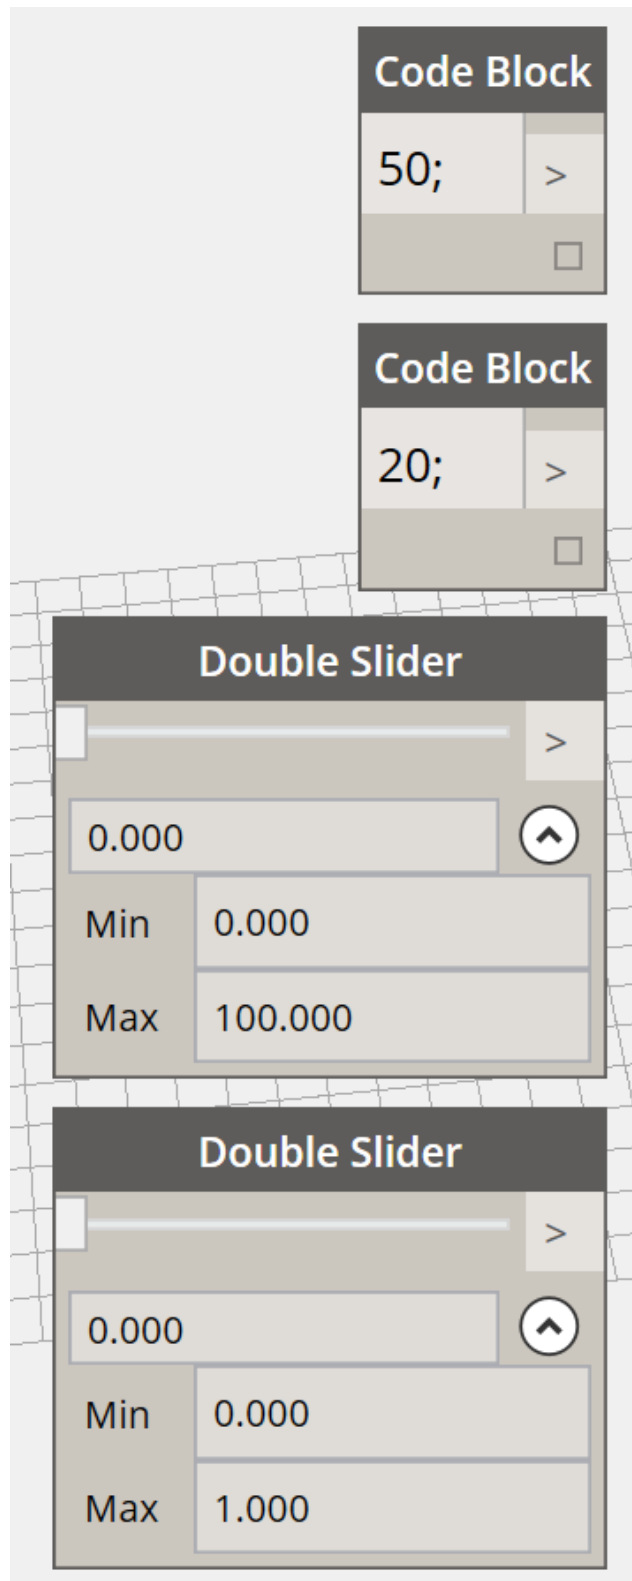 Code Block
50;
>
Code Block
20;
>
Double Slider
>
0.000
Min 0.000
Max 100.000
Double Slider
>
0.000
Min 0.000
Max 1.000